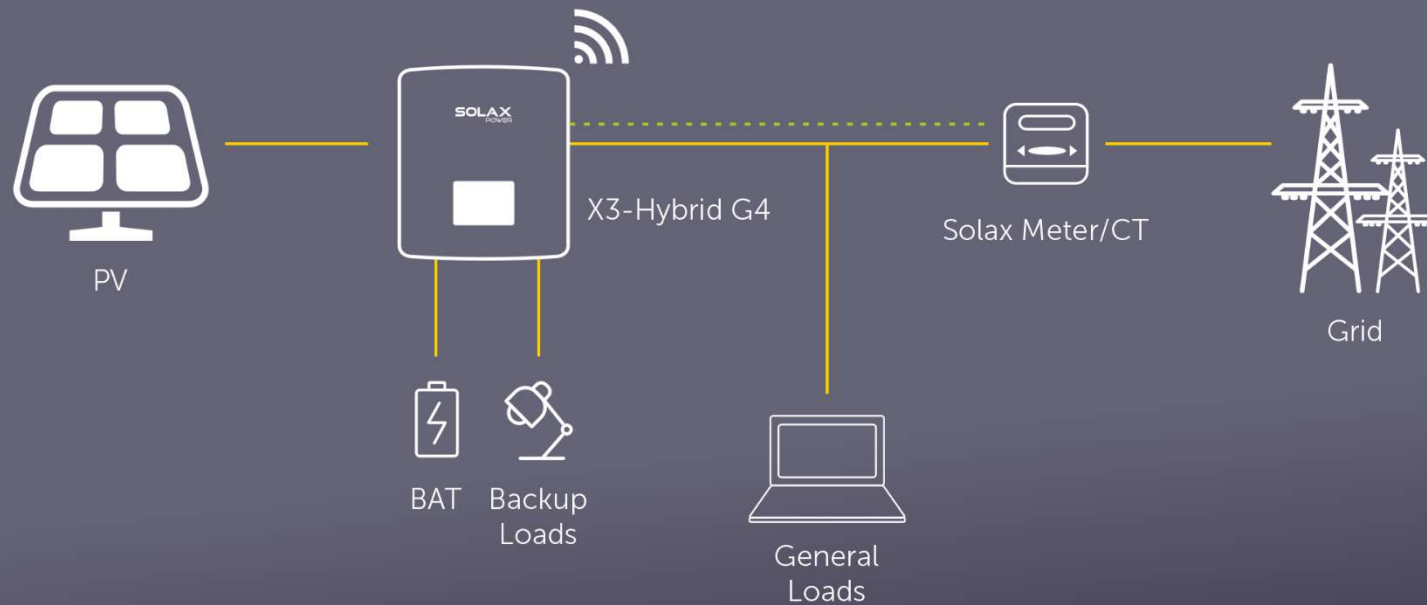 SOLAX
POWER
X3-Hybrid G4
Solax Meter/CT
PV
Grid
BAT
Backup
Loads
General
Loads